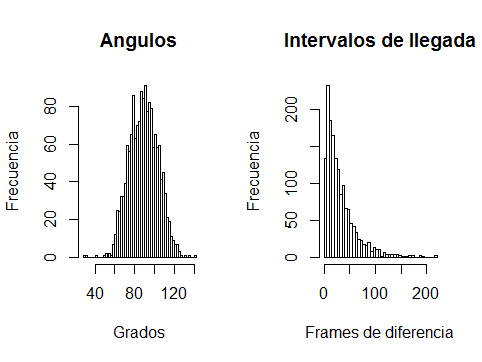 Angulos
Frecuencia
0 20 40 60 80
40 80 120
Grados
Intervalos de llegada
Frecuencia
0 50 100 200
0 100 200
Frames de diferencia